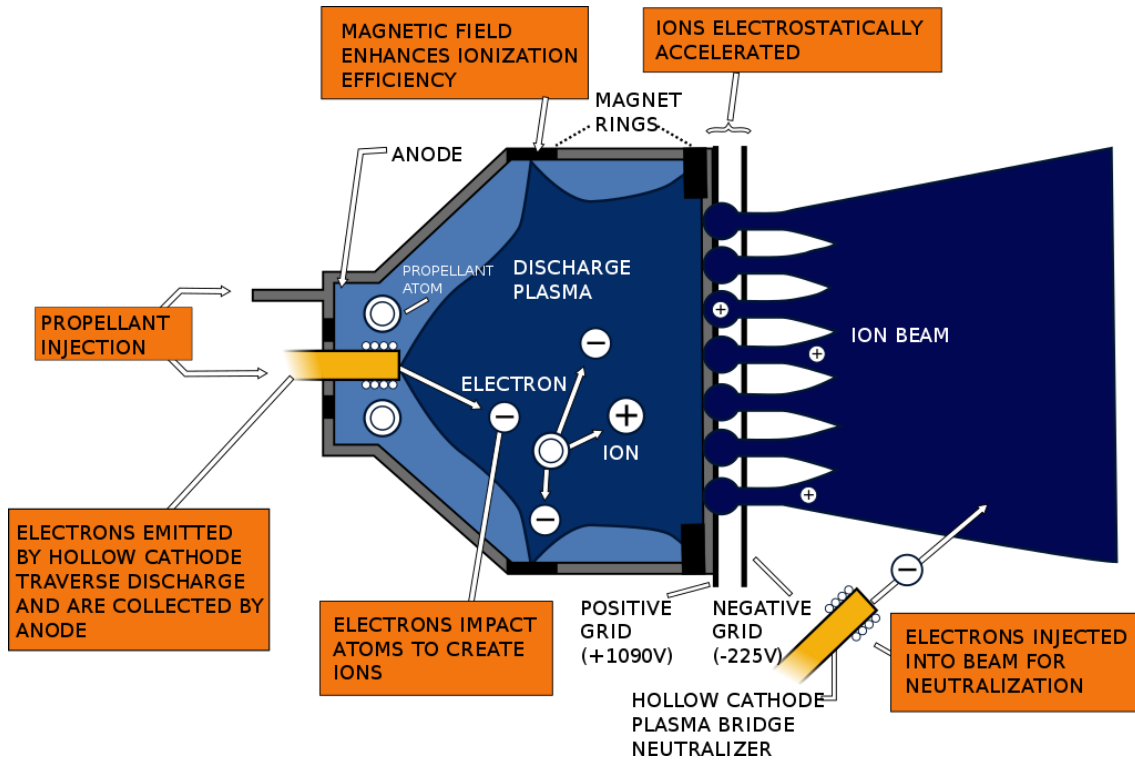 MAGNETIC FIELD
ENHANCES IONIZATION
EFFICIENCY
IONS ELECTROSTATICALLY
ACCELERATED
MAGNET
RINGS
ANODE
PROPELLANT
ATOM
DISCHARGE
PLASMA
PROPELLANT
INJECTION
ION BEAM
ELECTRON
ION
ELECTRONS EMITTED
BY HOLLOW CATHODE
TRAVERSE DISCHARGE
AND ARE COLLECTED BY
ANODE
ELECTRONS IMPACT
ATOMS TO CREATE
IONS
POSITIVE
GRID
(+1090V)
NEGATIVE
GRID
(-225V)
ELECTRONS INJECTED
INTO BEAM FOR
NEUTRALIZATION
HOLLOW CATHODE
PLASMA BRIDGE
NEUTRALIZER